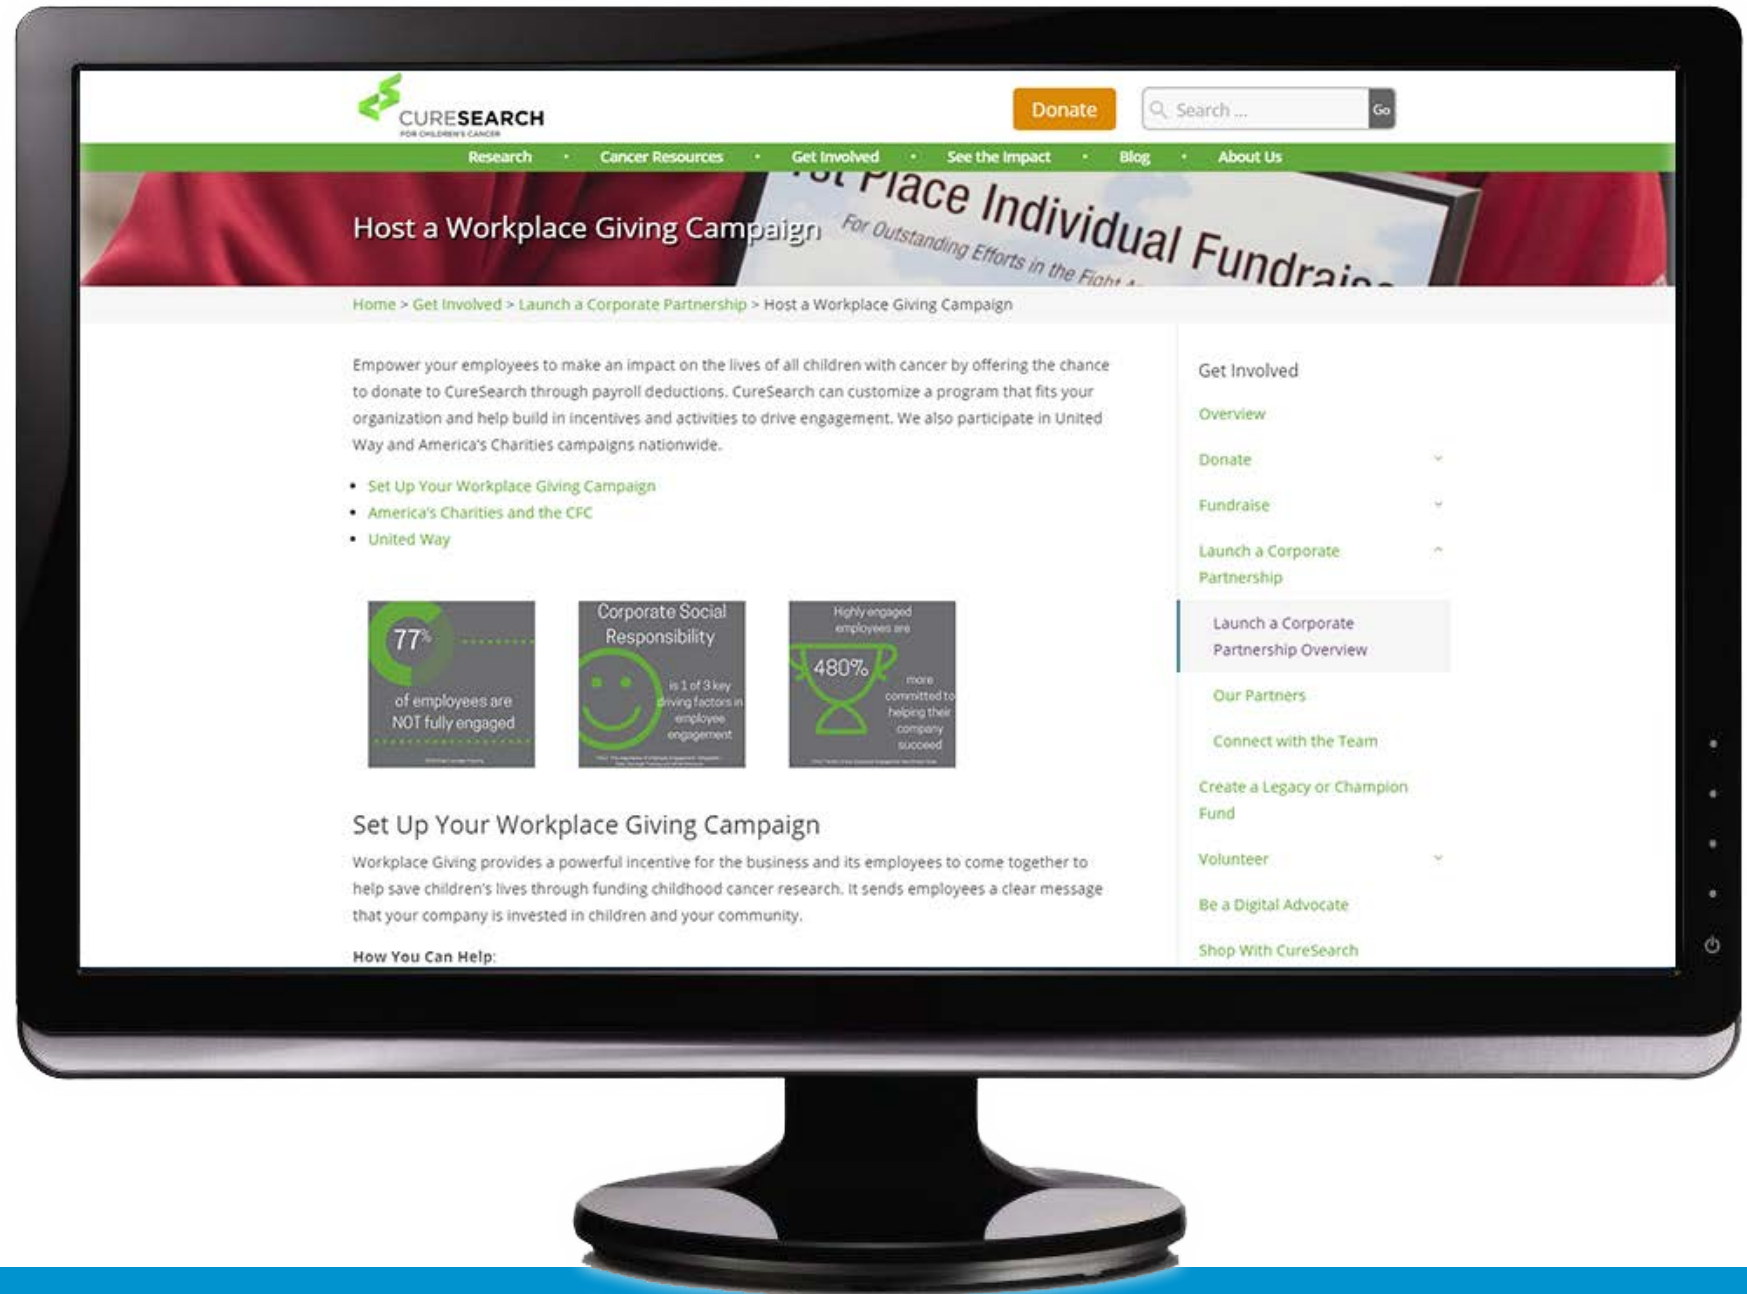 CURESEARCH
FOR CHILDREN'S CANCER
Donate
Search ...
Go
Research • Cancer Resources • Get Involved • See the Impact • Blog • About Us
Host a Workplace Giving Campaign
1st Place Individual Fundraise
For Outstanding Efforts in the Fight
Home > Get Involved > Launch a Corporate Partnership > Host a Workplace Giving Campaign
Empower your employees to make an impact on the lives of all children with cancer by offering the chance
to donate to CureSearch through payroll deductions. CureSearch can customize a program that fits your
organization and help build in incentives and activities to drive engagement. We also participate in United
Way and America's Charities campaigns nationwide.
• Set Up Your Workplace Giving Campaign
• America's Charities and the CFC
• United Way
77%
of employees are
NOT fully engaged
Corporate Social
Responsibility
is 1 of 3 key
driving factors in
employee
engagement
Highly engaged
employees are
480%
more
committed to
helping their
company
succeed
Set Up Your Workplace Giving Campaign
Workplace Giving provides a powerful incentive for the business and its employees to come together to
help save children's lives through funding childhood cancer research. It sends employees a clear message
that your company is invested in children and your community.
How You Can Help:
Get Involved
Overview
Donate
Fundraise
Launch a Corporate
Partnership
Launch a Corporate
Partnership Overview
Our Partners
Connect with the Team
Create a Legacy or Champion
Fund
Volunteer
Be a Digital Advocate
Shop With CureSearch